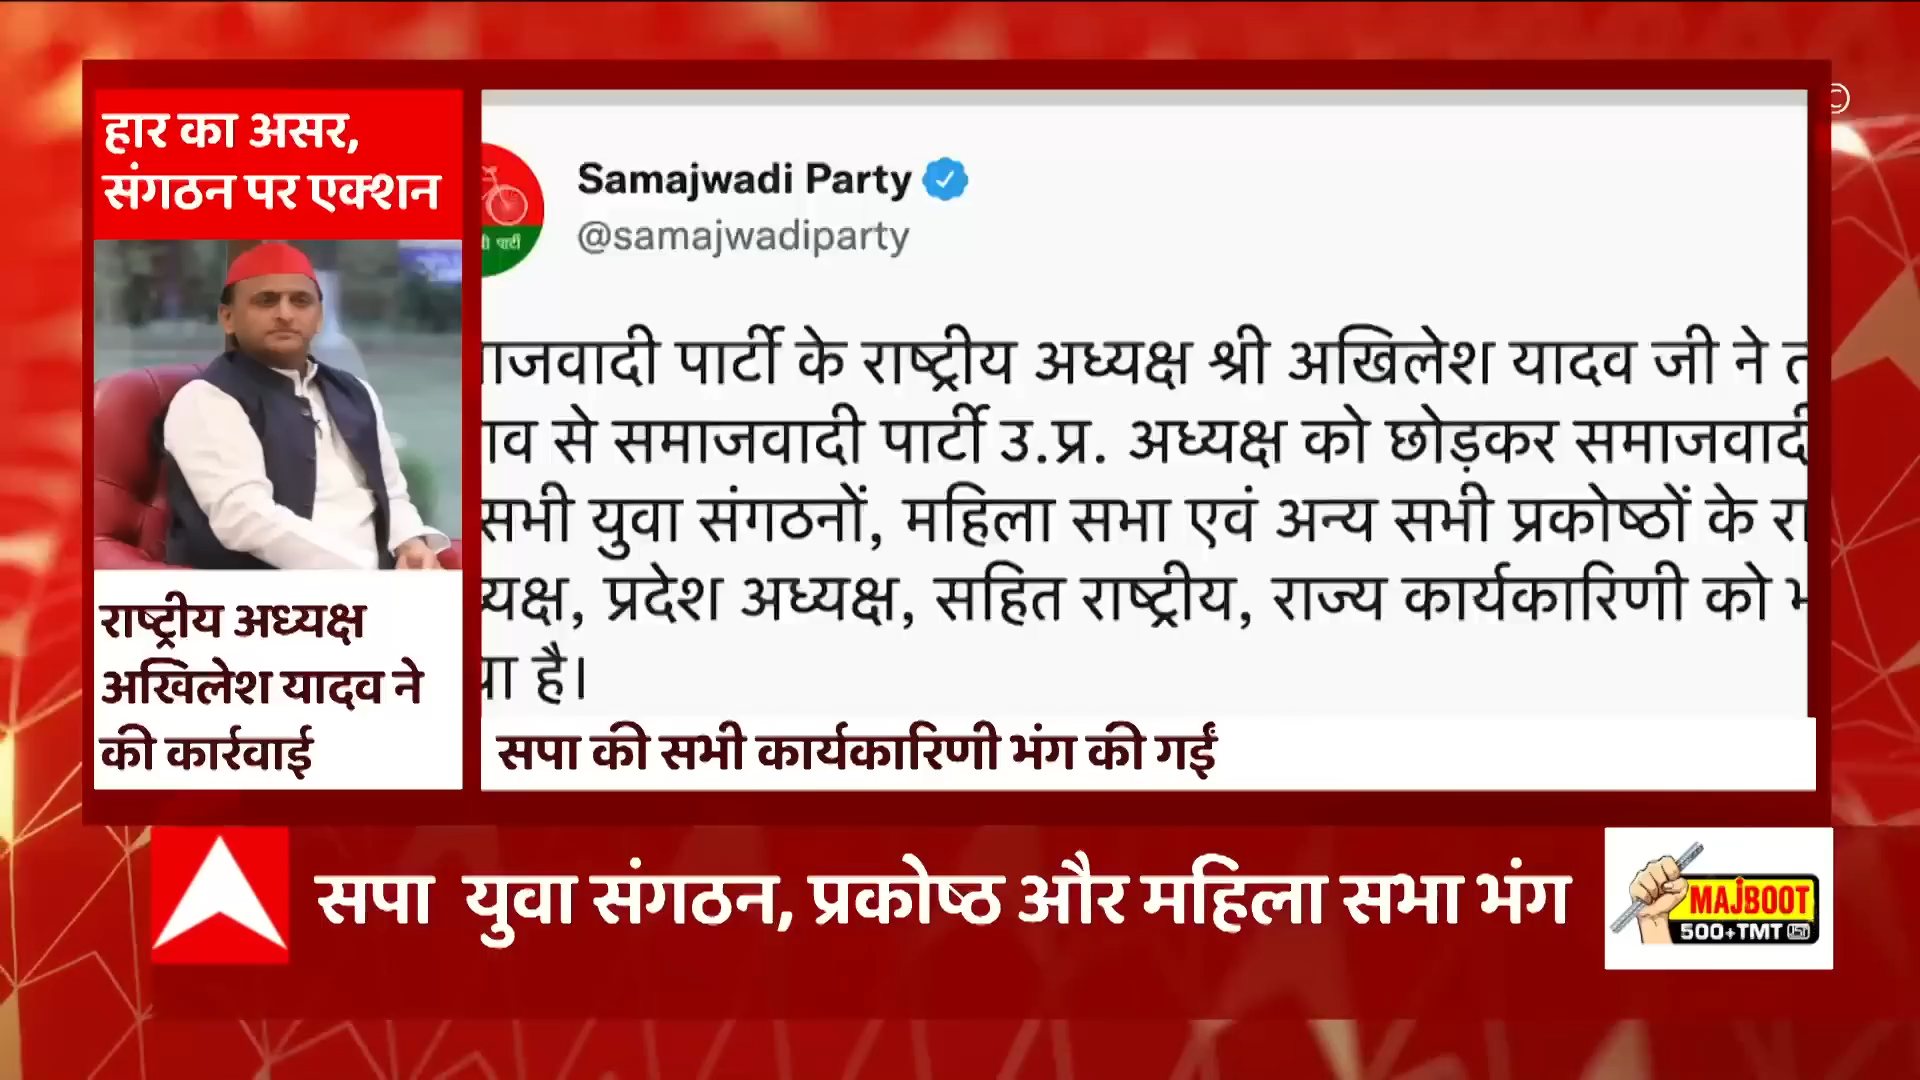 हार का असर,
संगठन पर एक्शन
राष्ट्रीय अध्यक्ष
अखिलेश यादव ने
की कार्रवाई
©
Samajwadi Party
@samajwadiparty
पार्टी
ाजवादी पार्टी के राष्ट्रीय अध्यक्ष श्री अखिलेश यादव जी ने त
ाव से समाजवादी पार्टी उ.प्र. अध्यक्ष को छोड़कर समाजवादी
सभी युवा संगठनों, महिला सभा एवं अन्य सभी प्रकोष्ठों के रा
्यक्ष, प्रदेश अध्यक्ष, सहित राष्ट्रीय, राज्य कार्यकारिणी को
या है।
सपा की सभी कार्यकारिणी भंग की गईं
सपा युवा संगठन, प्रकोष्ठ और महिला सभा भंग
MAJBOOT
500+TMT